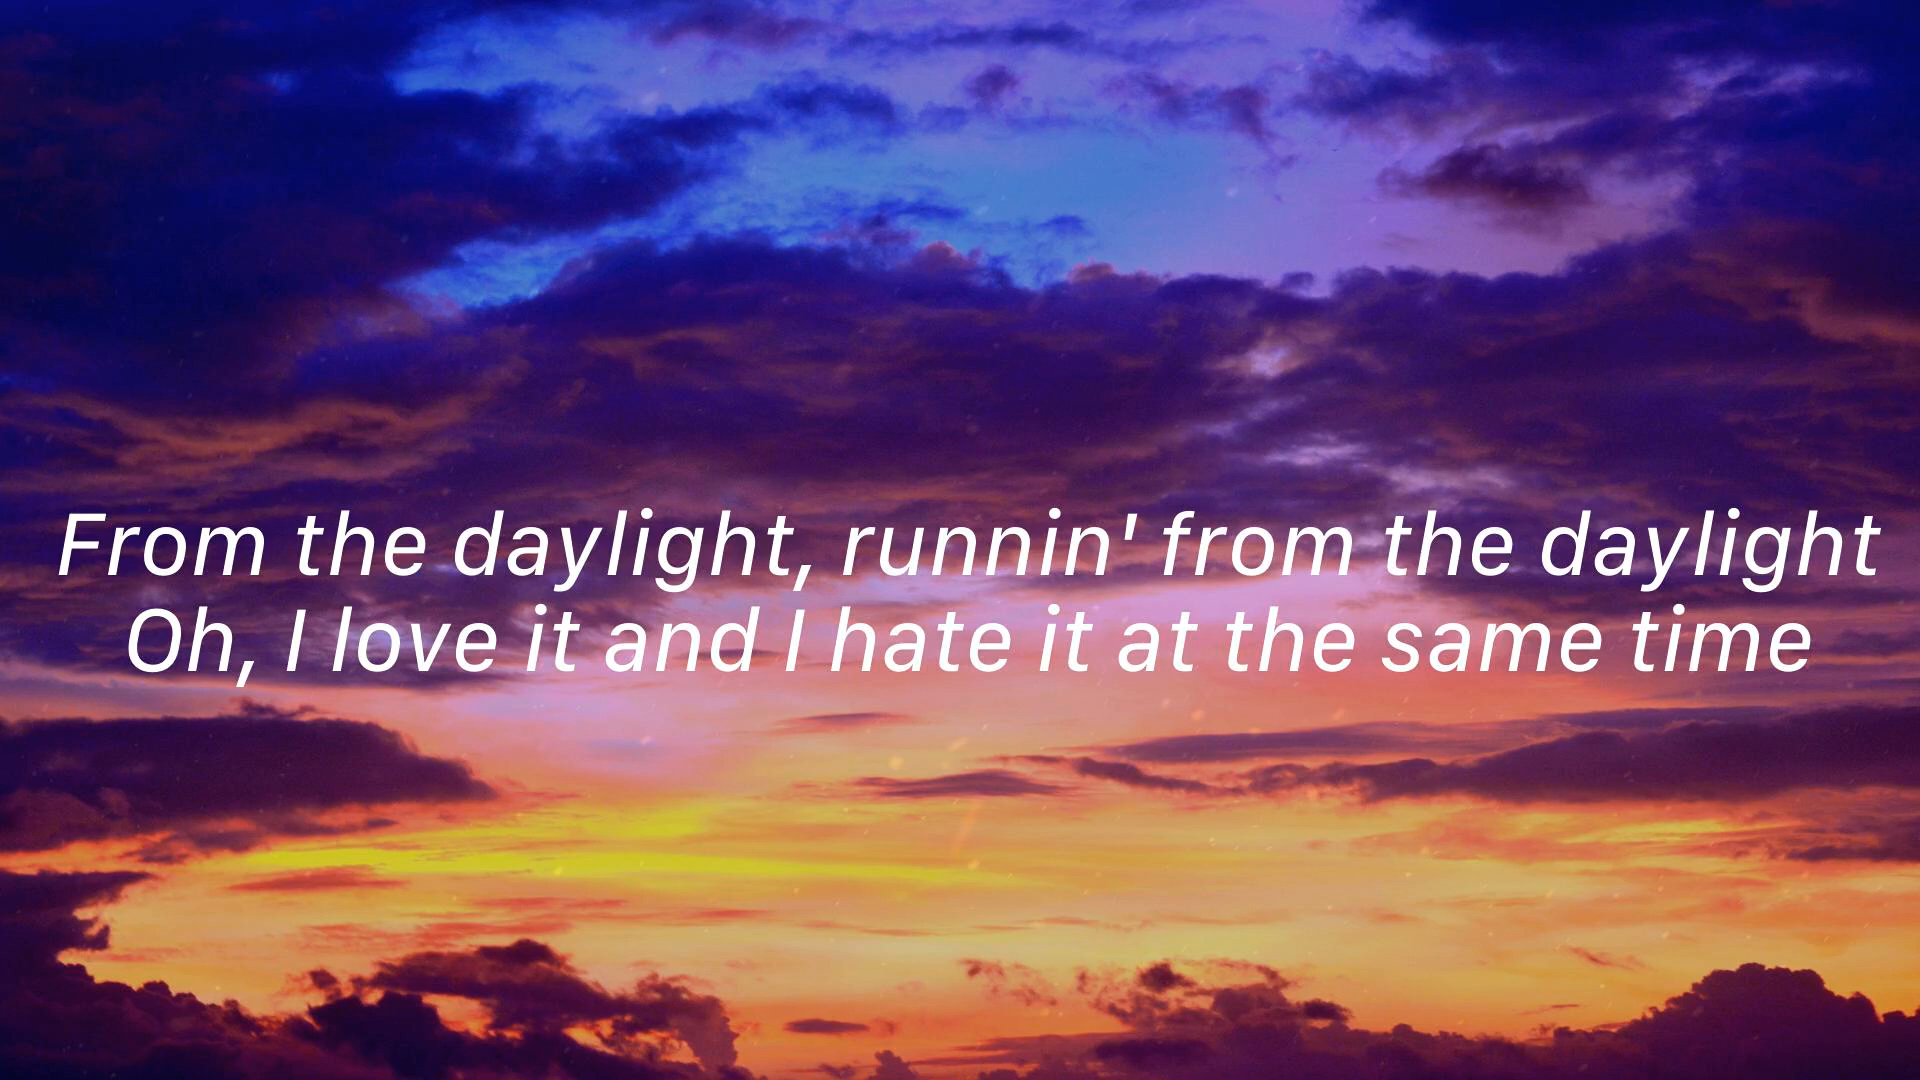 From the daylight, runnin' from the daylight
Oh, I love it and I hate it at the same time